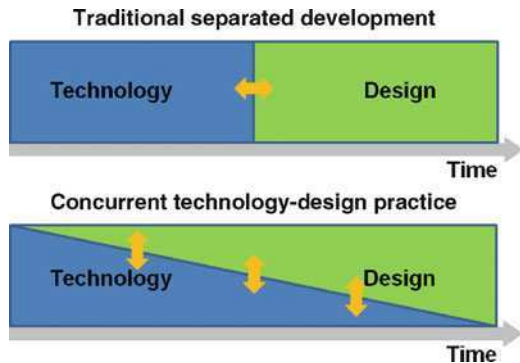 Traditional separated development
Technology Design
Time
Concurrent technology-design practice
Technology Design
Time